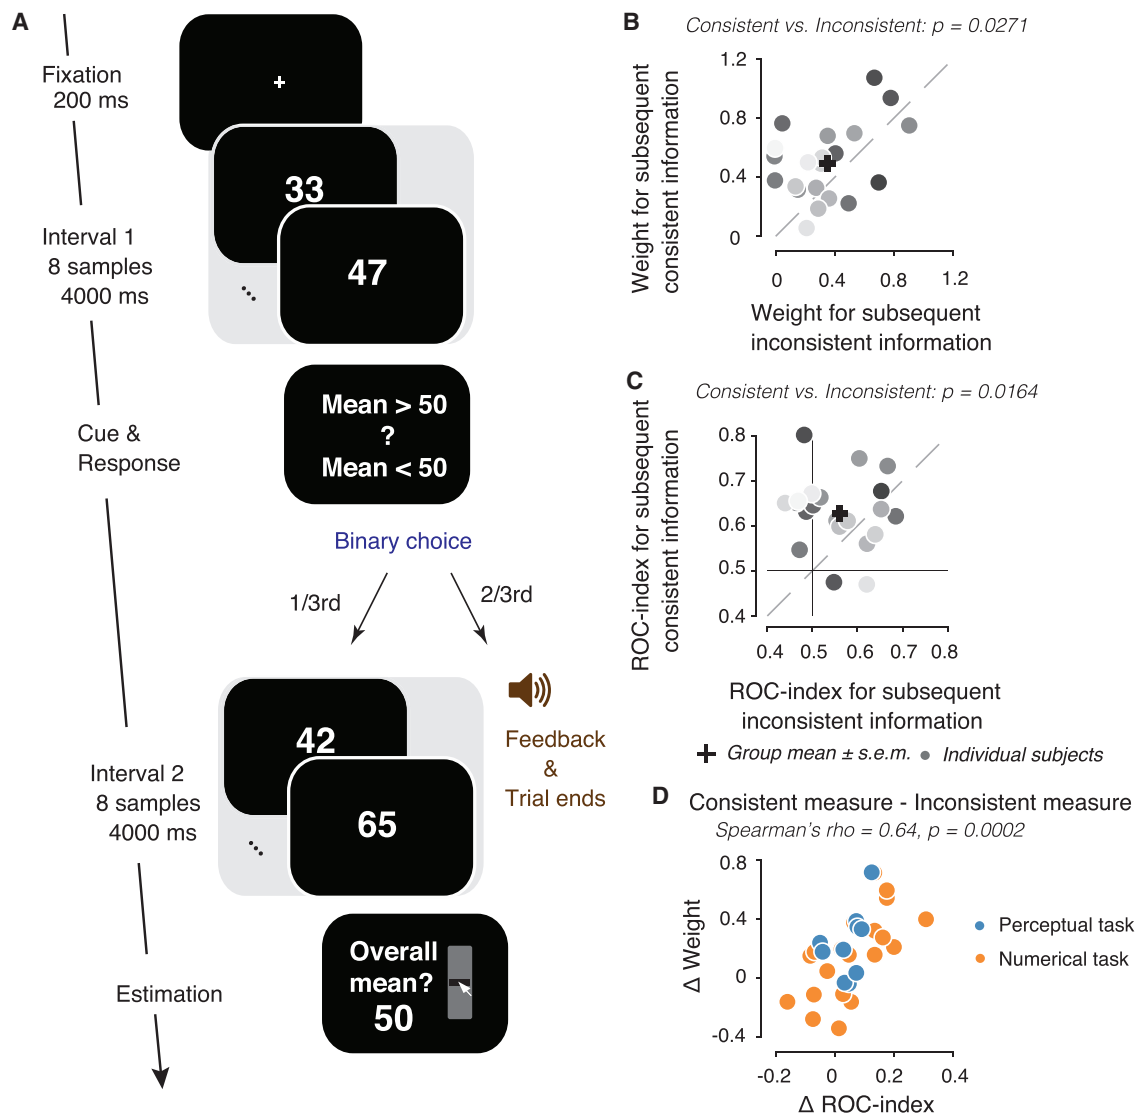 A
Fixation
200 ms
33
47
Interval 1
8 samples
4000 ms
Mean > 50
?
Mean < 50
Cue &
Response
Binary choice
1/3rd
2/3rd
42
65
Feedback
&
Trial ends
Interval 2
8 samples
4000 ms
Overall
mean?
50
Estimation
B
Consistent vs. Inconsistent: p = 0.0271
Weight for subsequent
consistent information
1.2
0.8
0.4
0
0 0.4 0.8 1.2
Weight for subsequent
inconsistent information
C
Consistent vs. Inconsistent: p = 0.0164
ROC-index for subsequent
consistent information
0.8
0.7
0.6
0.5
0.4
0.4 0.5 0.6 0.7 0.8
ROC-index for subsequent
inconsistent information
Group mean ± s.e.m. Individual subjects
D
Consistent measure - Inconsistent measure
Spearman's rho = 0.64, p = 0.0002
Δ Weight
0.8
0.4
0
-0.4
-0.2 0 0.2 0.4
Δ ROC-index
Perceptual task
Numerical task